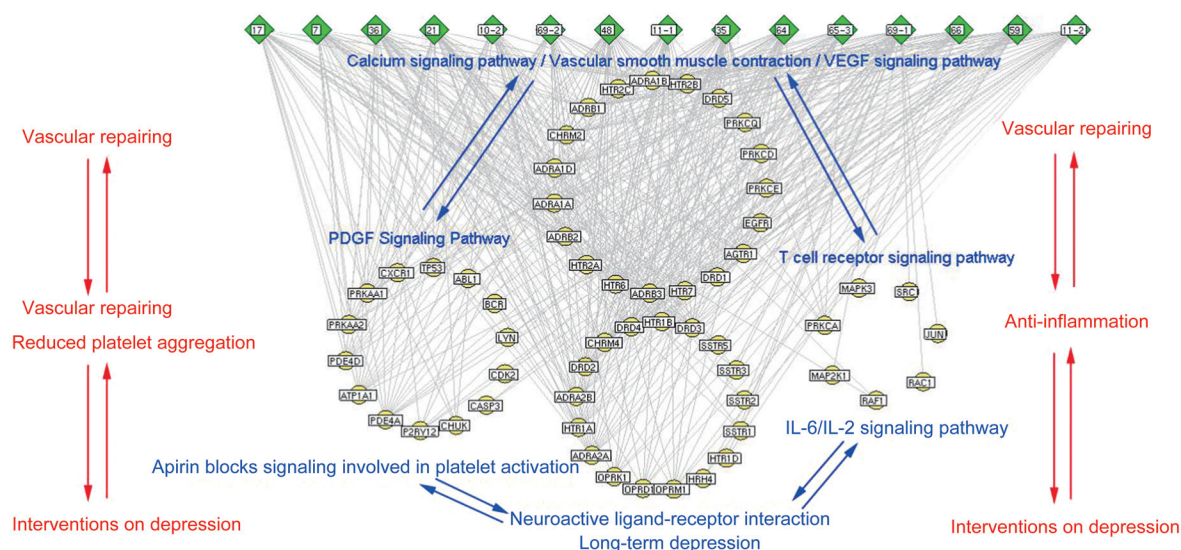 17 7 36 21 10-2 69-2 48 11-1 35 64 65-3 69-1 66 59 11-2
Calcium signaling pathway / Vascular smooth muscle contraction / VEGF signaling pathway
ADRA1B
HTR2C
HTR2B
ADRB1
DRD5
CHRM2
PRKCQ
ADRA1D
PRKCD
ADRA1A
PRKCE
ADRB2
EGFR
HTR2A
AGTR1
HTR6
DRD1
ADRB3
HTR7
Vascular repairing
Vascular repairing
Reduced platelet aggregation
Interventions on depression
PDGF Signaling Pathway
TP53
CXCR1
ABL1
PRKAA1
BCR
PRKAA2
LYN
PDE4D
CDK2
ATP1A1
CASP3
PDE4A
CHUK
P2RY12
Apirin blocks signaling involved in platelet activation
HTR1B
DRD4
DRD3
CHRM4
SSTR5
DRD2
SSTR3
ADRA2B
SSTR2
HTR1A
SSTR1
ADRA2A
HTR1D
OPRK1
HRH4
OPRD1
OPRM1
Neuroactive ligand-receptor interaction
Long-term depression
T cell receptor signaling pathway
MAPK3
SRC
PRKCA
JUN
MAP2K1
RAC1
RAF1
IL-6/IL-2 signaling pathway
Vascular repairing
Anti-inflammation
Interventions on depression